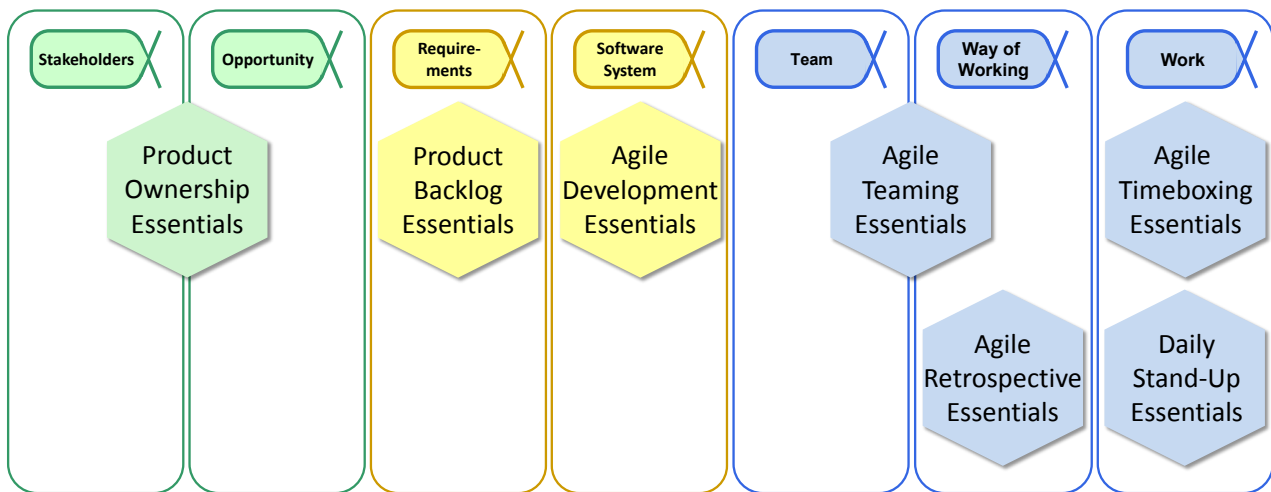 Stakeholders
Opportunity
Require-
ments
Software
System
Team
Way of
Working
Work
Product
Ownership
Essentials
Product
Backlog
Essentials
Agile
Development
Essentials
Agile
Teaming
Essentials
Agile
Timeboxing
Essentials
Agile
Retrospective
Essentials
Daily
Stand-Up
Essentials